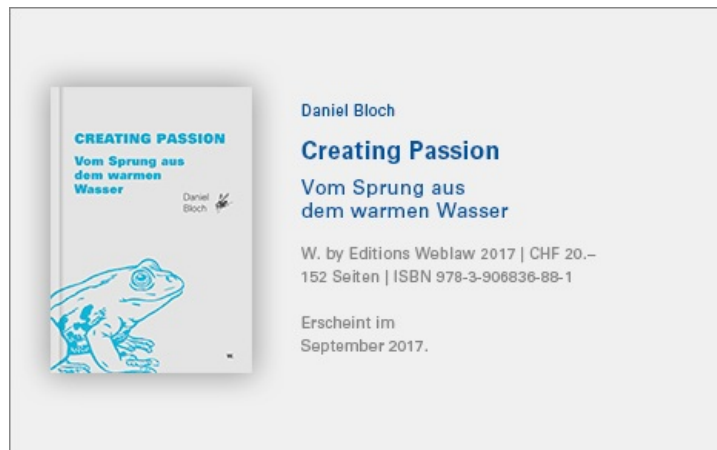 CREATING PASSION
Vom Sprung aus
dem warmen
Wasser
Daniel
Bloch
Daniel Bloch
Creating Passion
Vom Sprung aus
dem warmen Wasser
W. by Editions Weblaw 2017 | CHF 20.–
152 Seiten | ISBN 978-3-906836-88-1
Erscheint im
September 2017.